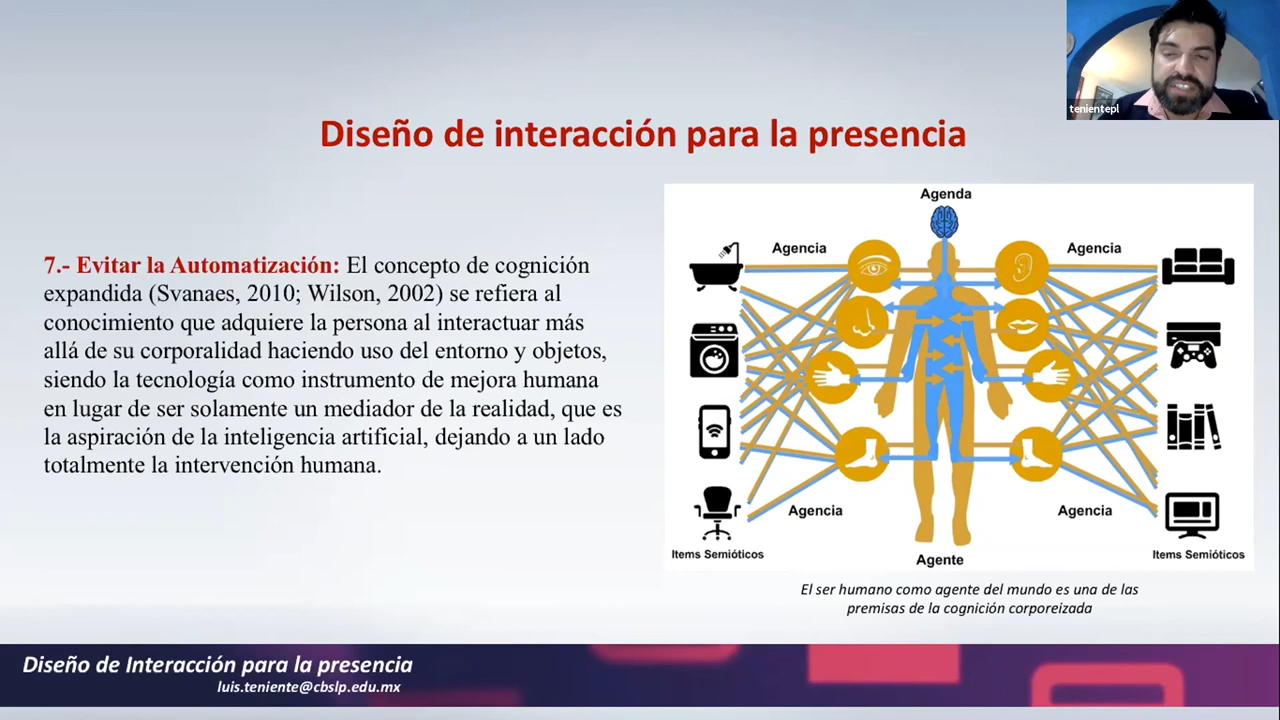 tenientepl
Diseño de interacción para la presencia
7.- Evitar la Automatización: El concepto de cognición
expandida (Svanaes, 2010; Wilson, 2002) se refiera al
conocimiento que adquiere la persona al interactuar más
allá de su corporalidad haciendo uso del entorno y objetos,
siendo la tecnología como instrumento de mejora humana
en lugar de ser solamente un mediador de la realidad, que es
la aspiración de la inteligencia artificial, dejando a un lado
totalmente la intervención humana.
Agenda
Agencia
Agencia
Agencia
Agencia
Items Semióticos
Items Semióticos
Agente
El ser humano como agente del mundo es una de las
premisas de la cognición corporeizada
Diseño de Interacción para la presencia
luis.teniente@cbslp.edu.mx